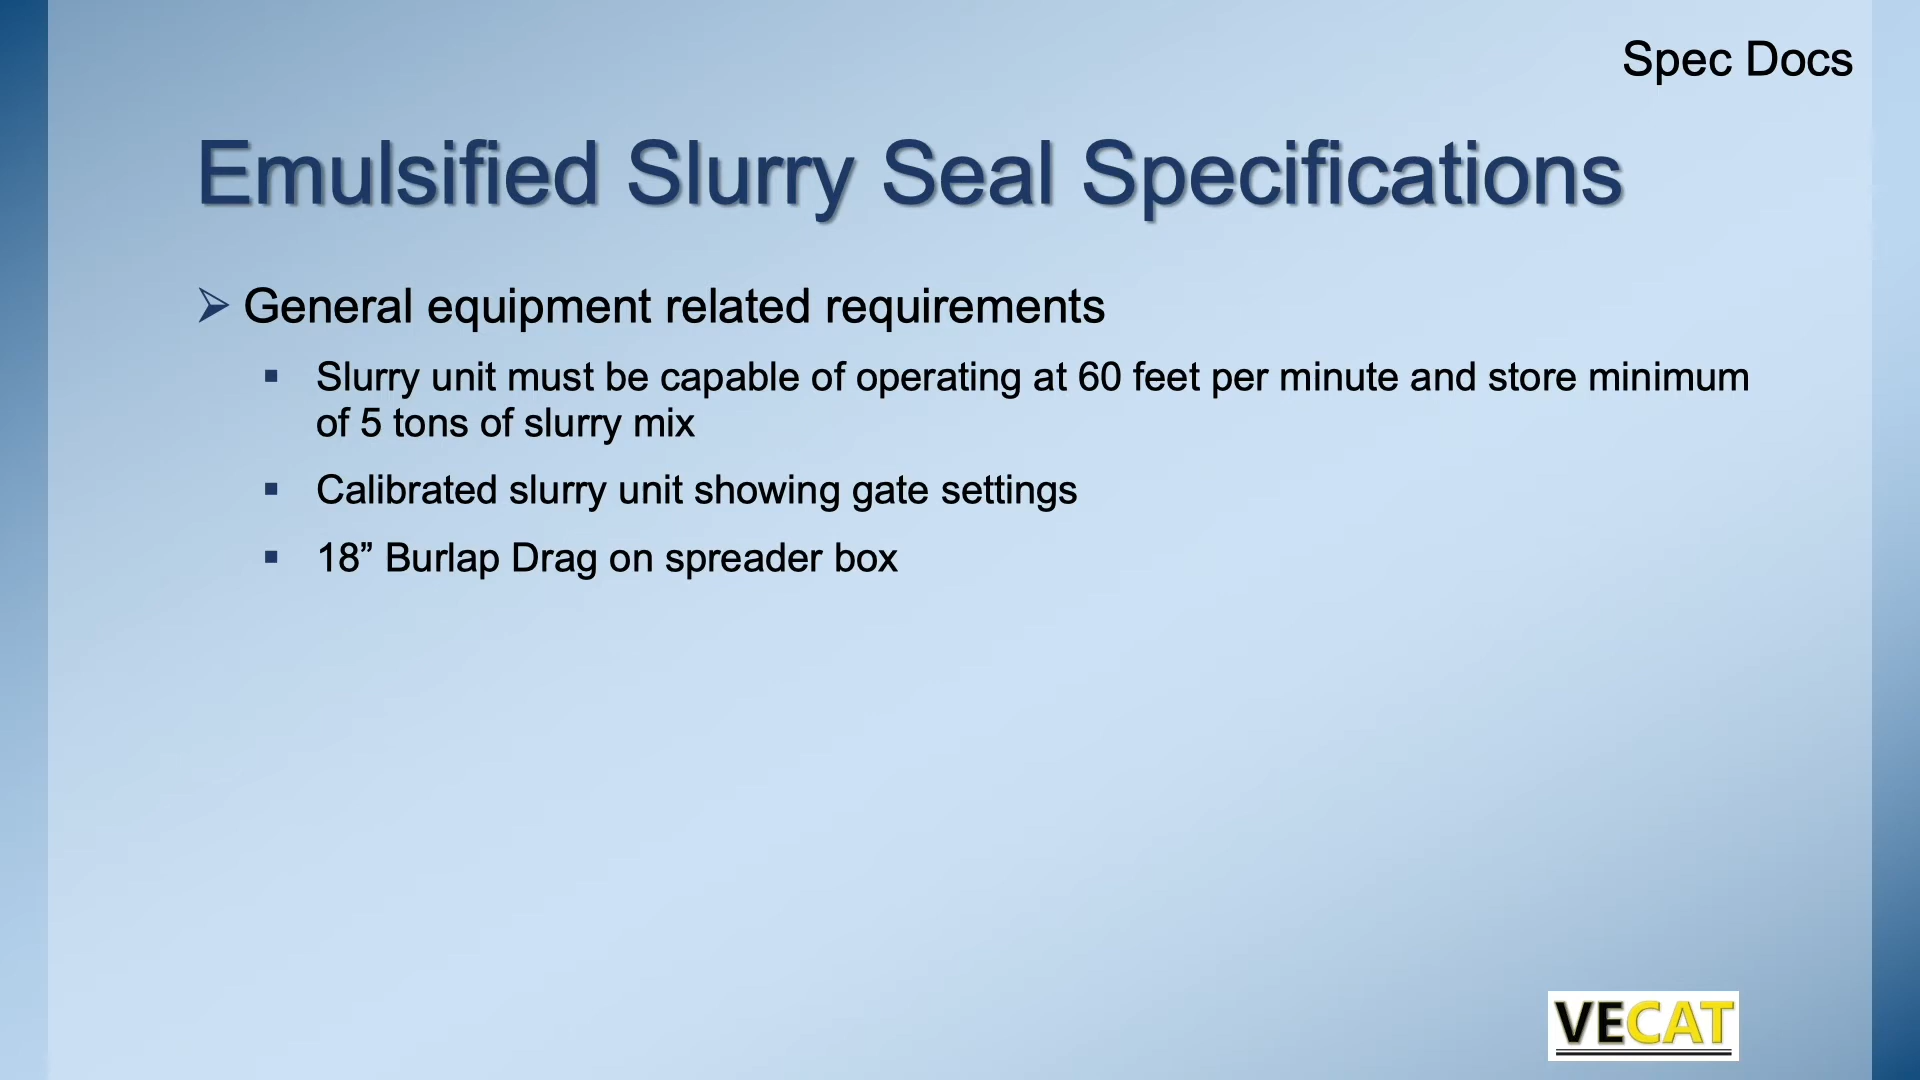 Spec Docs
Emulsified Slurry Seal Specifications
General equipment related requirements
Slurry unit must be capable of operating at 60 feet per minute and store minimum
of 5 tons of slurry mix
Calibrated slurry unit showing gate settings
18” Burlap Drag on spreader box
VECAT